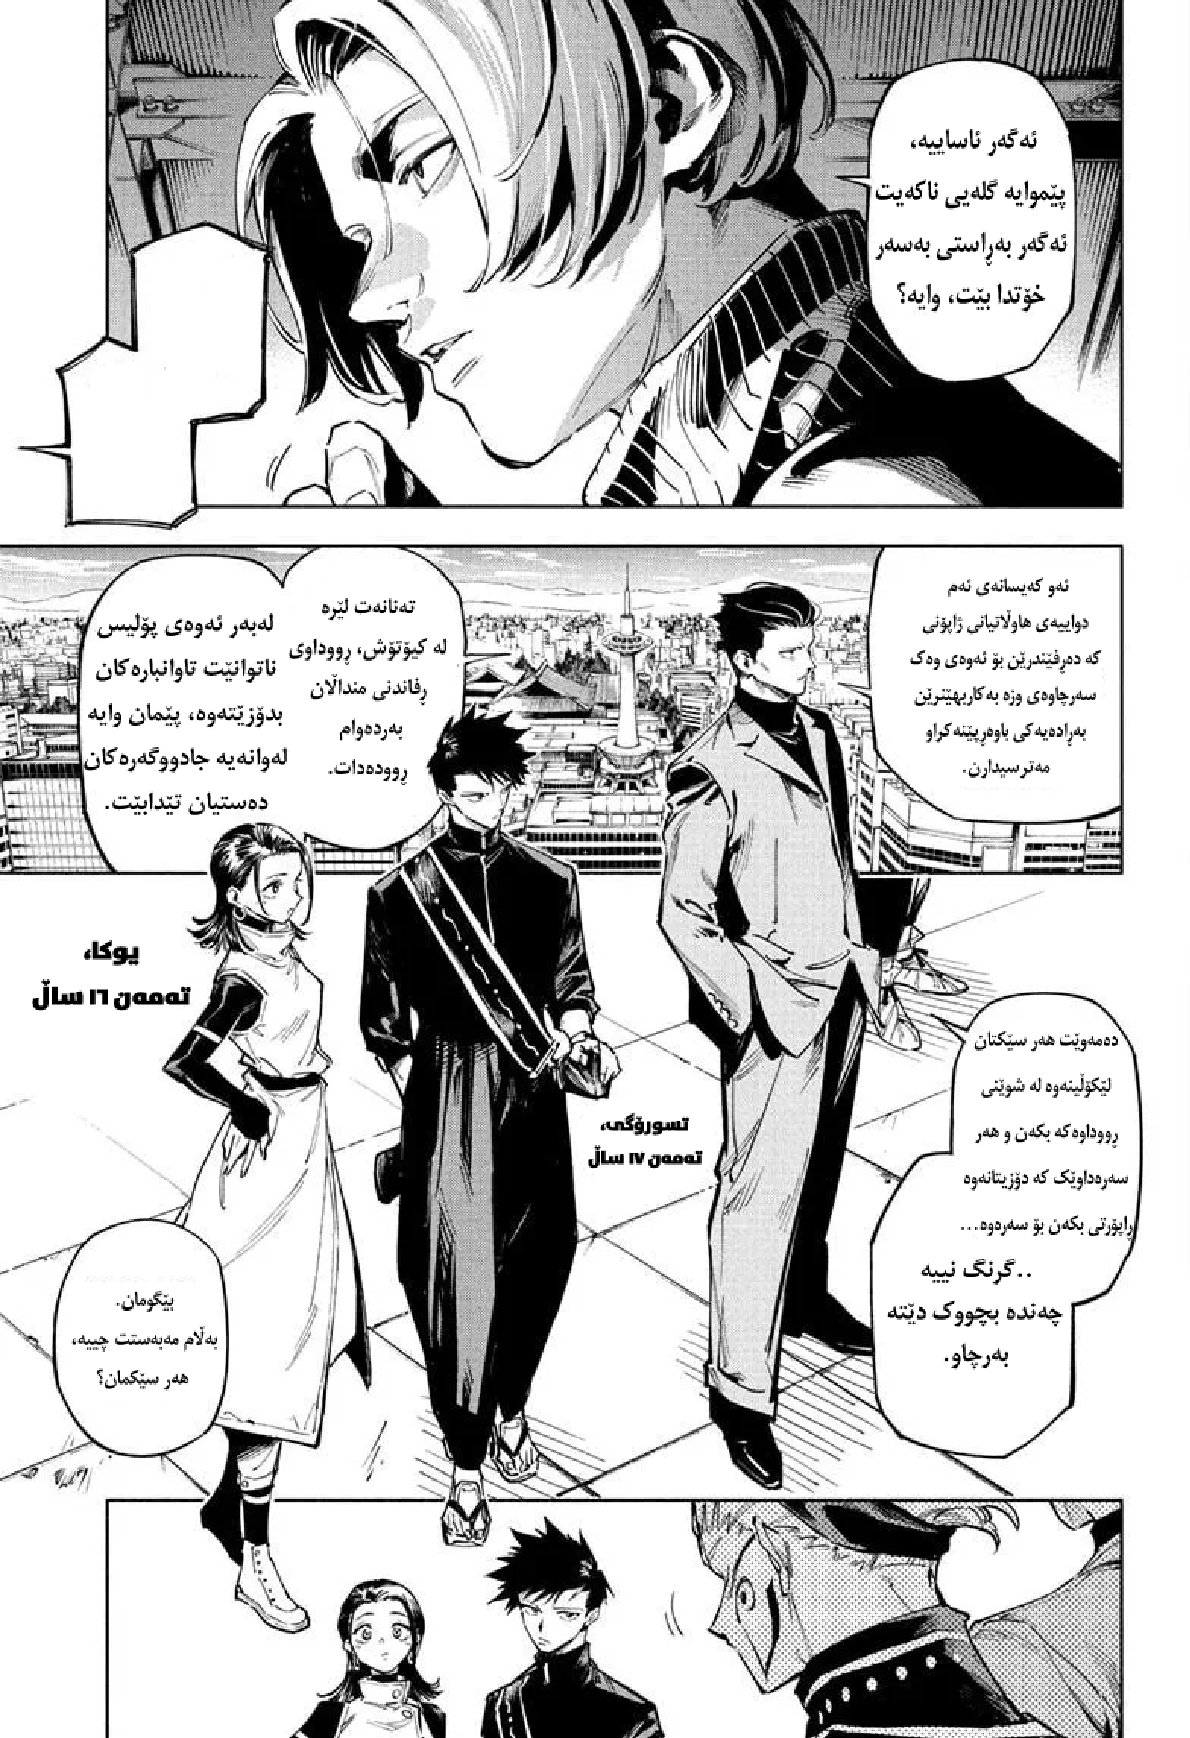 ئەگەر ئاساییە،
پێموایە گلەیی ناکەیت
ئەگەر بەڕاستی بەسەر
خۆتدا بێت، وایە؟
ئەو کەیسانەی ئەم
دواییەی هاوڵاتیانی ژاپۆنی
کە دەڕفێندرێن بۆ ئەوەی وەک
سەرچاوەی وزە بەکاربهێنرێن
بەڕادەیەکی باوەڕپێنەکراو
مەترسیدارن.
تەنانەت لێرە
لە کیۆتۆش، ڕووداوی
ڕفاندنی منداڵان
بەردەوام
ڕوودەدات.
لەبەر ئەوەی پۆلیس
ناتوانێت تاوانبارەکان
بدۆزێتەوە، پێمان وایە
لەوانەیە جادووگەرەکان
دەستیان تێدابێت.
یوکا،
تەمەن ١٦ ساڵ
تسورۆگی،
تەمەن ١٧ ساڵ
دەمەوێت هەر سێکتان
لێکۆڵینەوە لە شوێنی
ڕووداوەکە بکەن و هەر
سەرەداوێک کە دۆزیتانەوە
ڕاپۆرتی بکەن بۆ سەرەوە...
..گرنگ نییە
چەندە بچووک دێتە
بەرچاو.
بێگومان.
بەڵام مەبەستت چییە،
هەر سێکمان؟